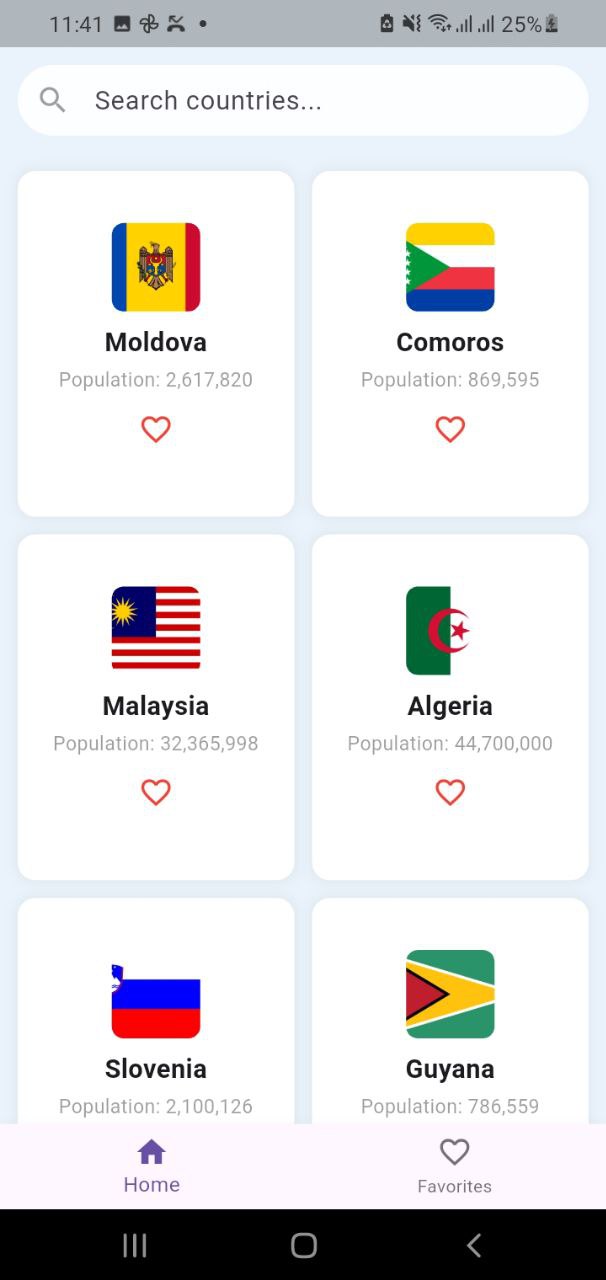 11:41 25%
Search countries...
Moldova Comoros
Population: 2,617,820 Population: 869,595
Malaysia Algeria
Population: 32,365,998 Population: 44,700,000
Slovenia Guyana
Population: 2,100,126 Population: 786,559
Home Favorites